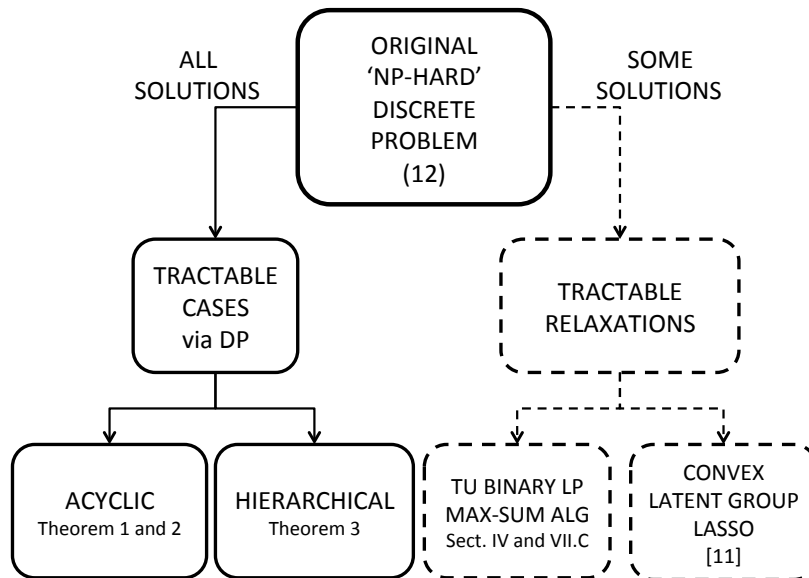 ALL
SOLUTIONS
ORIGINAL
‘NP-HARD’
DISCRETE
PROBLEM
(12)
SOME
SOLUTIONS
TRACTABLE
CASES
via DP
TRACTABLE
RELAXATIONS
ACYCLIC
Theorem 1 and 2
HIERARCHICAL
Theorem 3
TU BINARY LP
MAX-SUM ALG
Sect. IV and VII.C
CONVEX
LATENT GROUP
LASSO
[11]